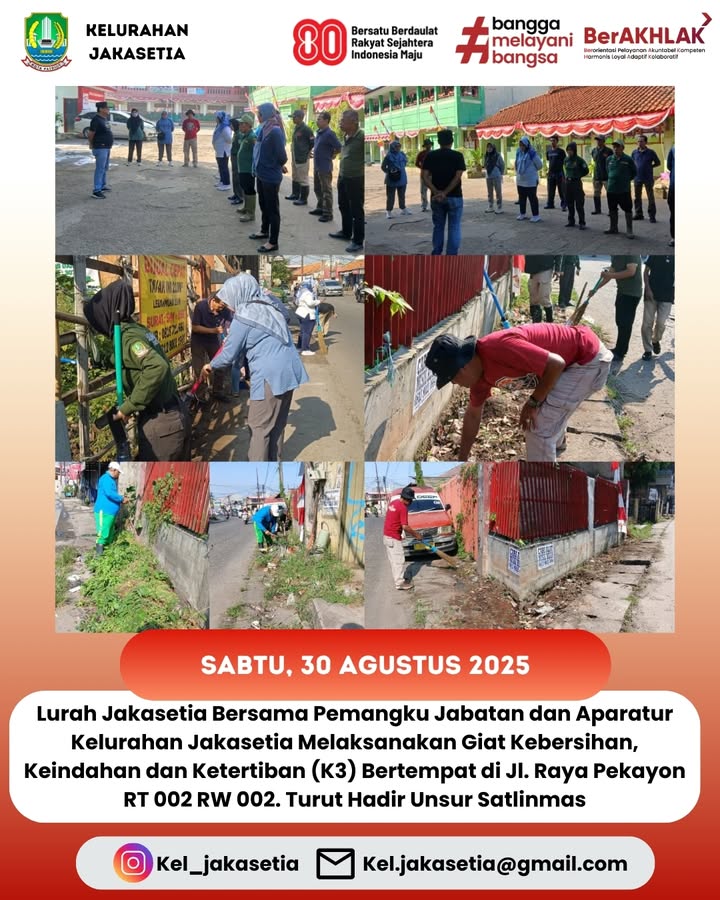 KELURAHAN
JAKASETIA
80
Bersatu Berdaulat
Rakyat Sejahtera
Indonesia Maju
#bangga
melayani
bangsa
BerAKHLAK
Berorientasi Pelayanan Akuntabel Kompeten
Harmonis Loyal Adaptif Kolaboratif
SABTU, 30 AGUSTUS 2025
Lurah Jakasetia Bersama Pemangku Jabatan dan Aparatur
Kelurahan Jakasetia Melaksanakan Giat Kebersihan,
Keindahan dan Ketertiban (K3) Bertempat di Jl. Raya Pekayon
RT 002 RW 002. Turut Hadir Unsur Satlinmas
Kel_jakasetia
Kel.jakasetia@gmail.com